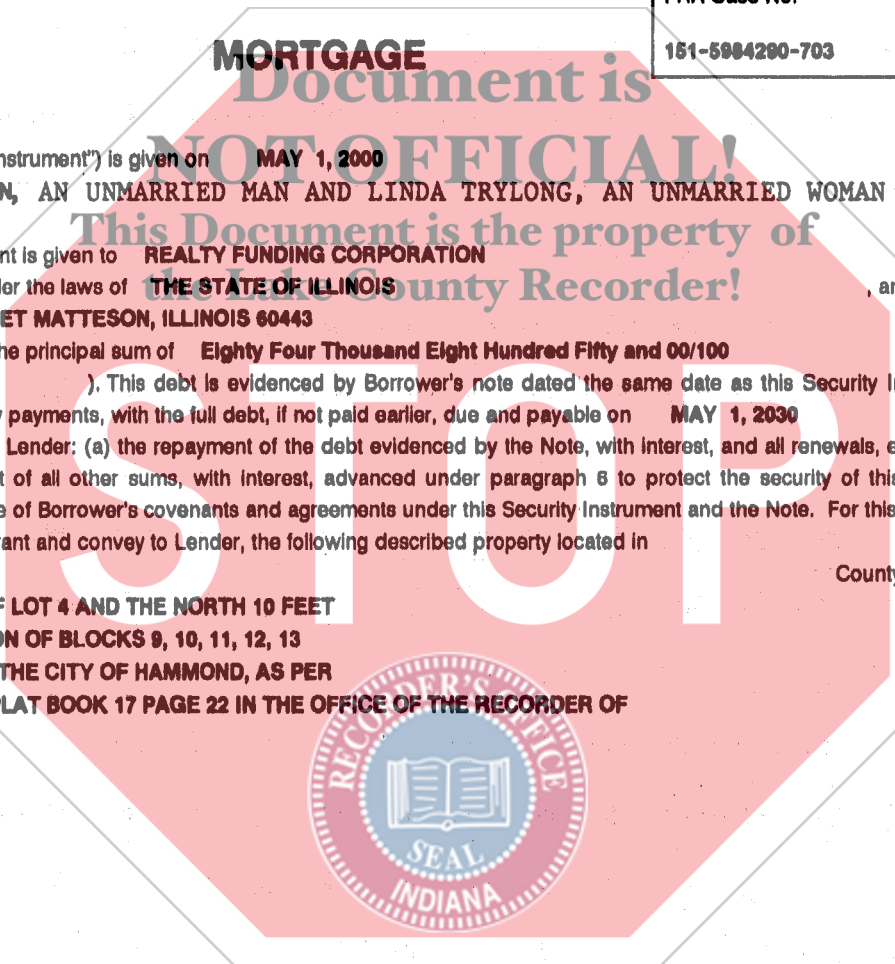 FHA Case No.
MORTGAGE
151-5984290-703
Document is
NOT OFFICIAL!
This Document is the property of
the Lake County Recorder!
nstrument") is given on MAY 1, 2000
N, AN UNMARRIED MAN AND LINDA TRYLONG, AN UNMARRIED WOMAN
nt is given to REALTY FUNDING CORPORATION
der the laws of THE STATE OF ILLINOIS , an
ET MATTESON, ILLINOIS 60443
he principal sum of Eighty Four Thousand Eight Hundred Fifty and 00/100
). This debt is evidenced by Borrower's note dated the same date as this Security I
y payments, with the full debt, if not paid earlier, due and payable on MAY 1, 2030
Lender: (a) the repayment of the debt evidenced by the Note, with interest, and all renewals, e
t of all other sums, with interest, advanced under paragraph 6 to protect the security of this
e of Borrower's covenants and agreements under this Security Instrument and the Note. For this
rant and convey to Lender, the following described property located in
County
F LOT 4 AND THE NORTH 10 FEET
ON OF BLOCKS 9, 10, 11, 12, 13
THE CITY OF HAMMOND, AS PER
PLAT BOOK 17 PAGE 22 IN THE OFFICE OF THE RECORDER OF
STOP
RECORDER'S OFFICE
SEAL
INDIANA